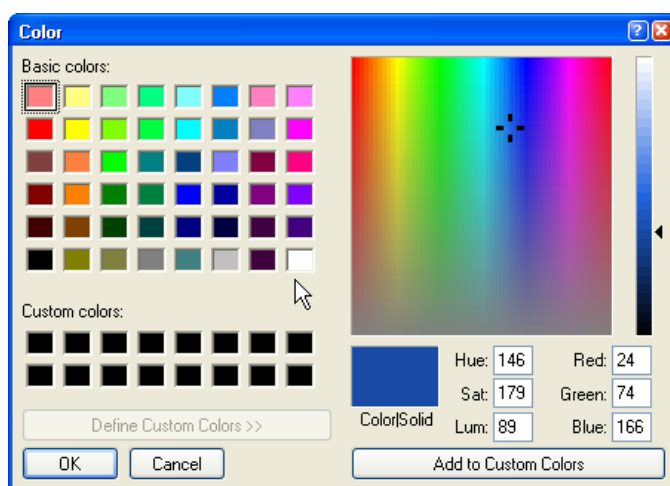 Color
Basic colors:
Custom colors:
Define Custom Colors >>
OK Cancel
Hue: 146 Red: 24
Sat: 179 Green: 74
Color|Solid
Lum: 89 Blue: 166
Add to Custom Colors